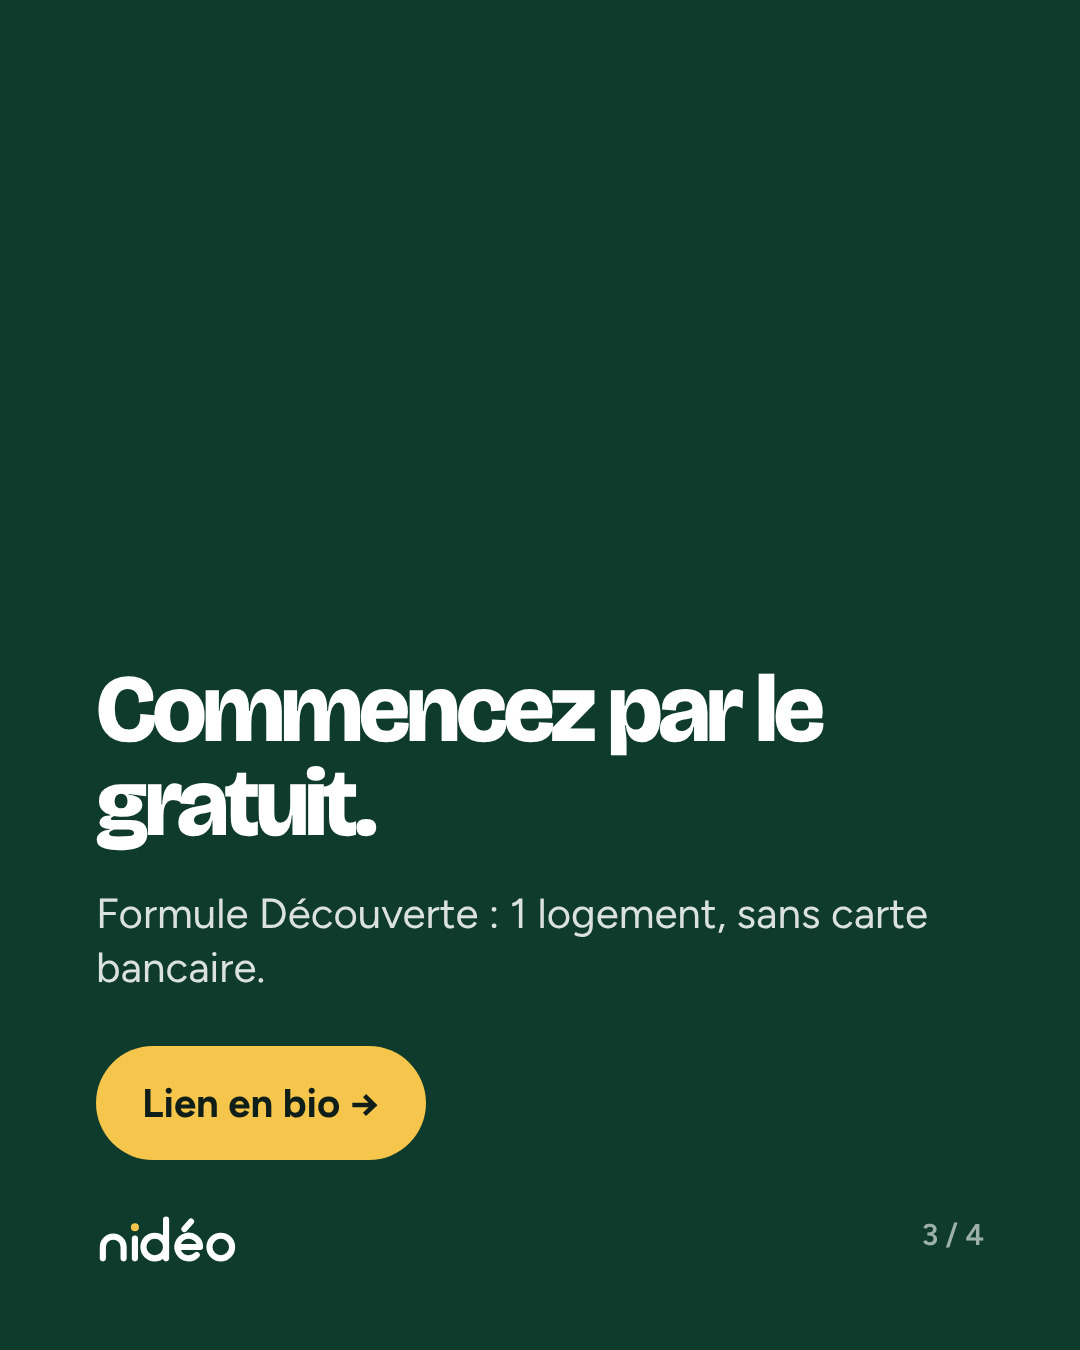 Commencez par le
gratuit.
Formule Découverte : 1 logement, sans carte
bancaire.
Lien en bio →
nidéo
3 / 4